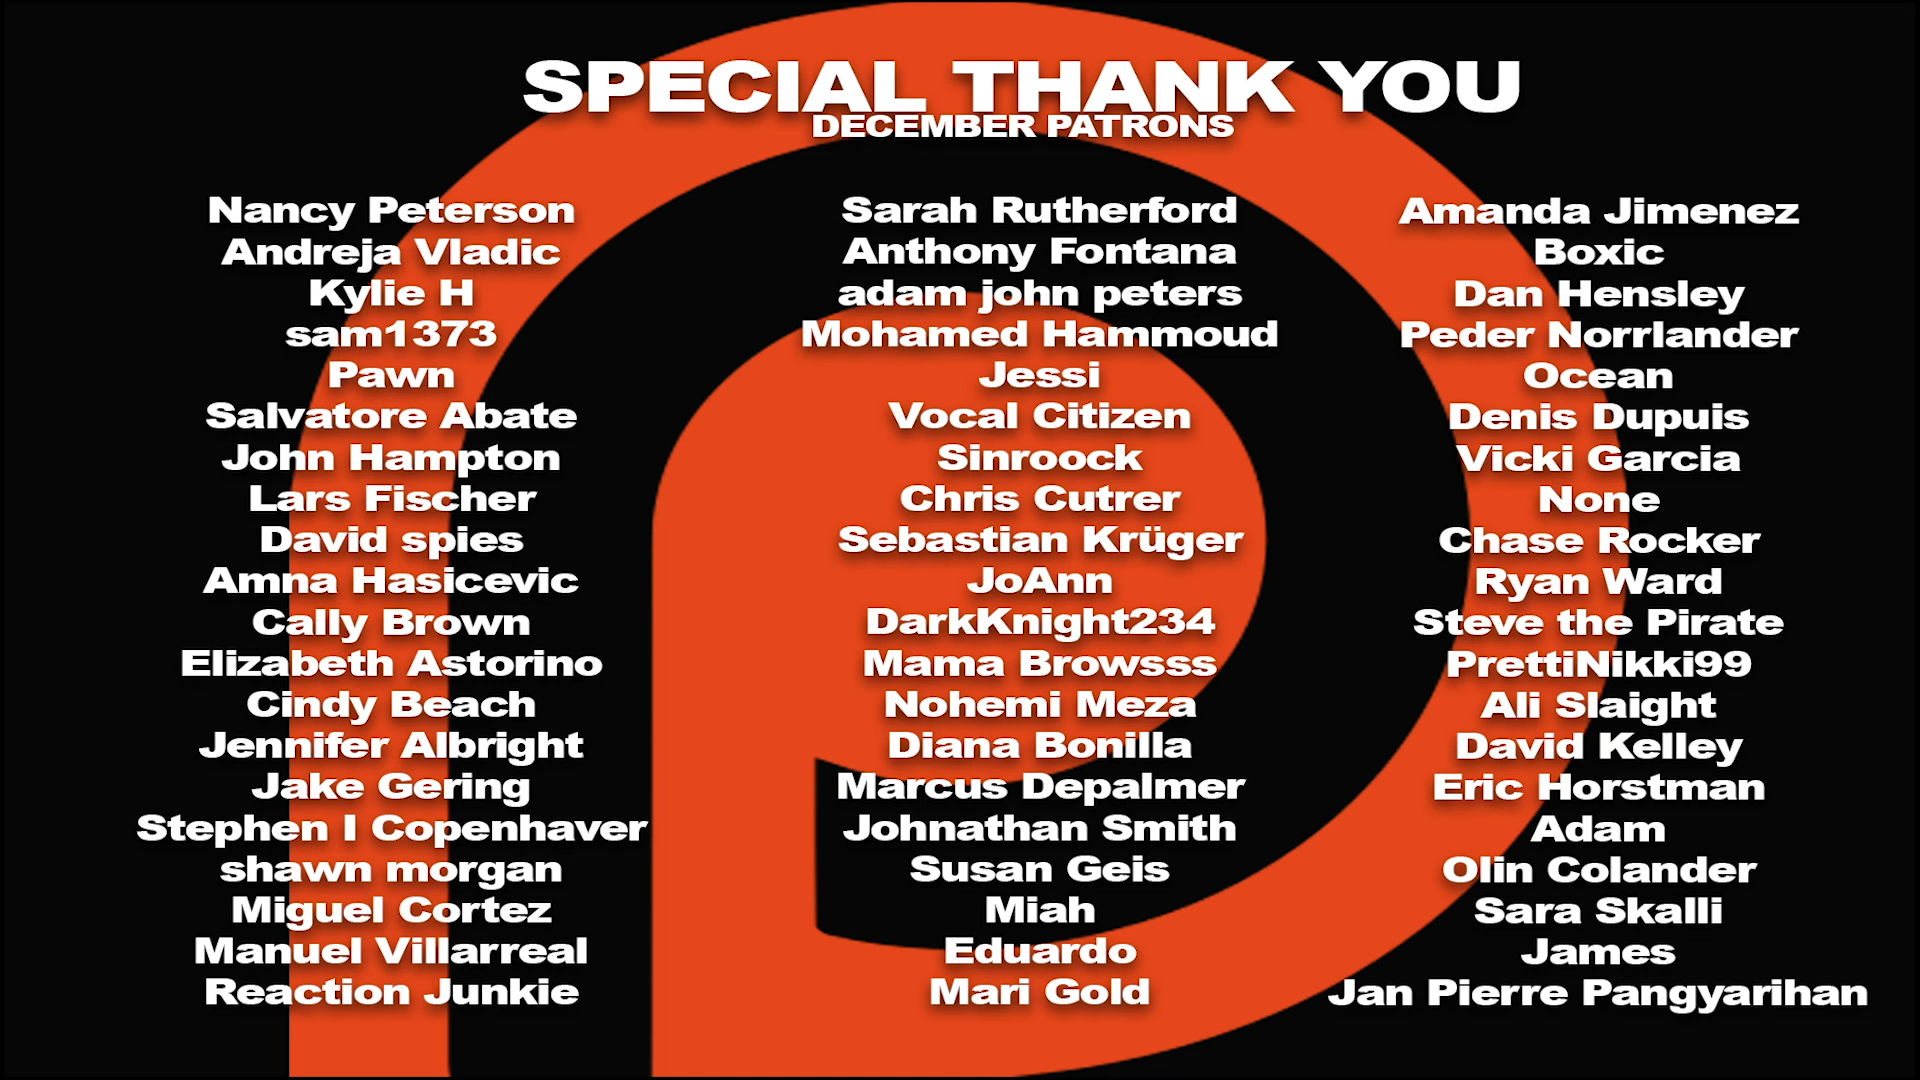 SPECIAL THANK YOU
DECEMBER PATRONS
Nancy Peterson
Andreja Vladic
Kylie H
sam1373
Pawn
Salvatore Abate
John Hampton
Lars Fischer
David spies
Amna Hasicevic
Cally Brown
Elizabeth Astorino
Cindy Beach
Jennifer Albright
Jake Gering
Stephen I Copenhaver
shawn morgan
Miguel Cortez
Manuel Villarreal
Reaction Junkie
Sarah Rutherford
Anthony Fontana
adam john peters
Mohamed Hammoud
Jessi
Vocal Citizen
Sinroock
Chris Cutrer
Sebastian Krüger
JoAnn
DarkKnight234
Mama Browsss
Nohemi Meza
Diana Bonilla
Marcus Depalmer
Johnathan Smith
Susan Geis
Miah
Eduardo
Mari Gold
Amanda Jimenez
Boxic
Dan Hensley
Peder Norrlander
Ocean
Denis Dupuis
Vicki Garcia
None
Chase Rocker
Ryan Ward
Steve the Pirate
PrettiNikki99
Ali Slaight
David Kelley
Eric Horstman
Adam
Olin Colander
Sara Skalli
James
Jan Pierre Pangyarihan